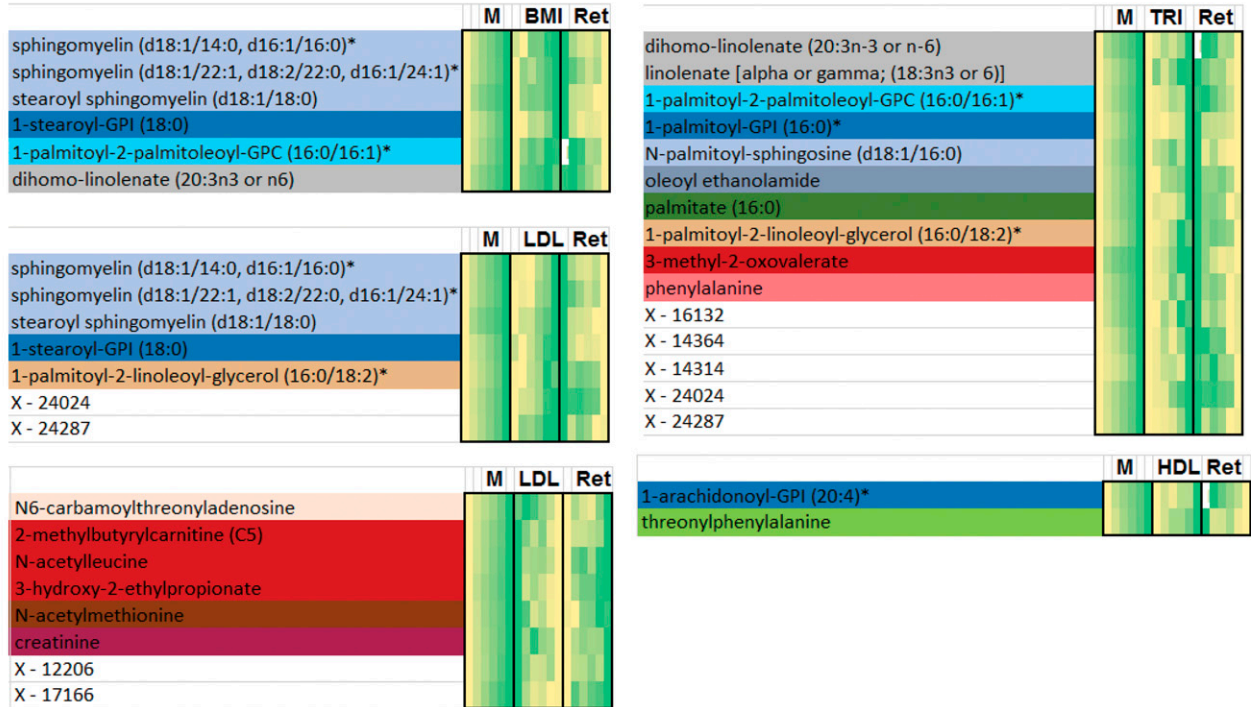 M BMI Ret
sphingomyelin (d18:1/14:0, d16:1/16:0)*
sphingomyelin (d18:1/22:1, d18:2/22:0, d16:1/24:1)*
stearoyl sphingomyelin (d18:1/18:0)
1-stearoyl-GPI (18:0)
1-palmitoyl-2-palmitoleoyl-GPC (16:0/16:1)*
dihomo-linolenate (20:3n3 or n6)
M LDL Ret
sphingomyelin (d18:1/14:0, d16:1/16:0)*
sphingomyelin (d18:1/22:1, d18:2/22:0, d16:1/24:1)*
stearoyl sphingomyelin (d18:1/18:0)
1-stearoyl-GPI (18:0)
1-palmitoyl-2-linoleoyl-glycerol (16:0/18:2)*
X - 24024
X - 24287
M LDL Ret
N6-carbamoylthreonyladenosine
2-methylbutyrylcarnitine (C5)
N-acetylleucine
3-hydroxy-2-ethylpropionate
N-acetylmethionine
creatinine
X - 12206
X - 17166
M TRI Ret
dihomo-linolenate (20:3n-3 or n-6)
linolenate [alpha or gamma; (18:3n3 or 6)]
1-palmitoyl-2-palmitoleoyl-GPC (16:0/16:1)*
1-palmitoyl-GPI (16:0)*
N-palmitoyl-sphingosine (d18:1/16:0)
oleoyl ethanolamide
palmitate (16:0)
1-palmitoyl-2-linoleoyl-glycerol (16:0/18:2)*
3-methyl-2-oxovalerate
phenylalanine
X - 16132
X - 14364
X - 14314
X - 24024
X - 24287
M HDL Ret
1-arachidonoyl-GPI (20:4)*
threonylphenylalanine